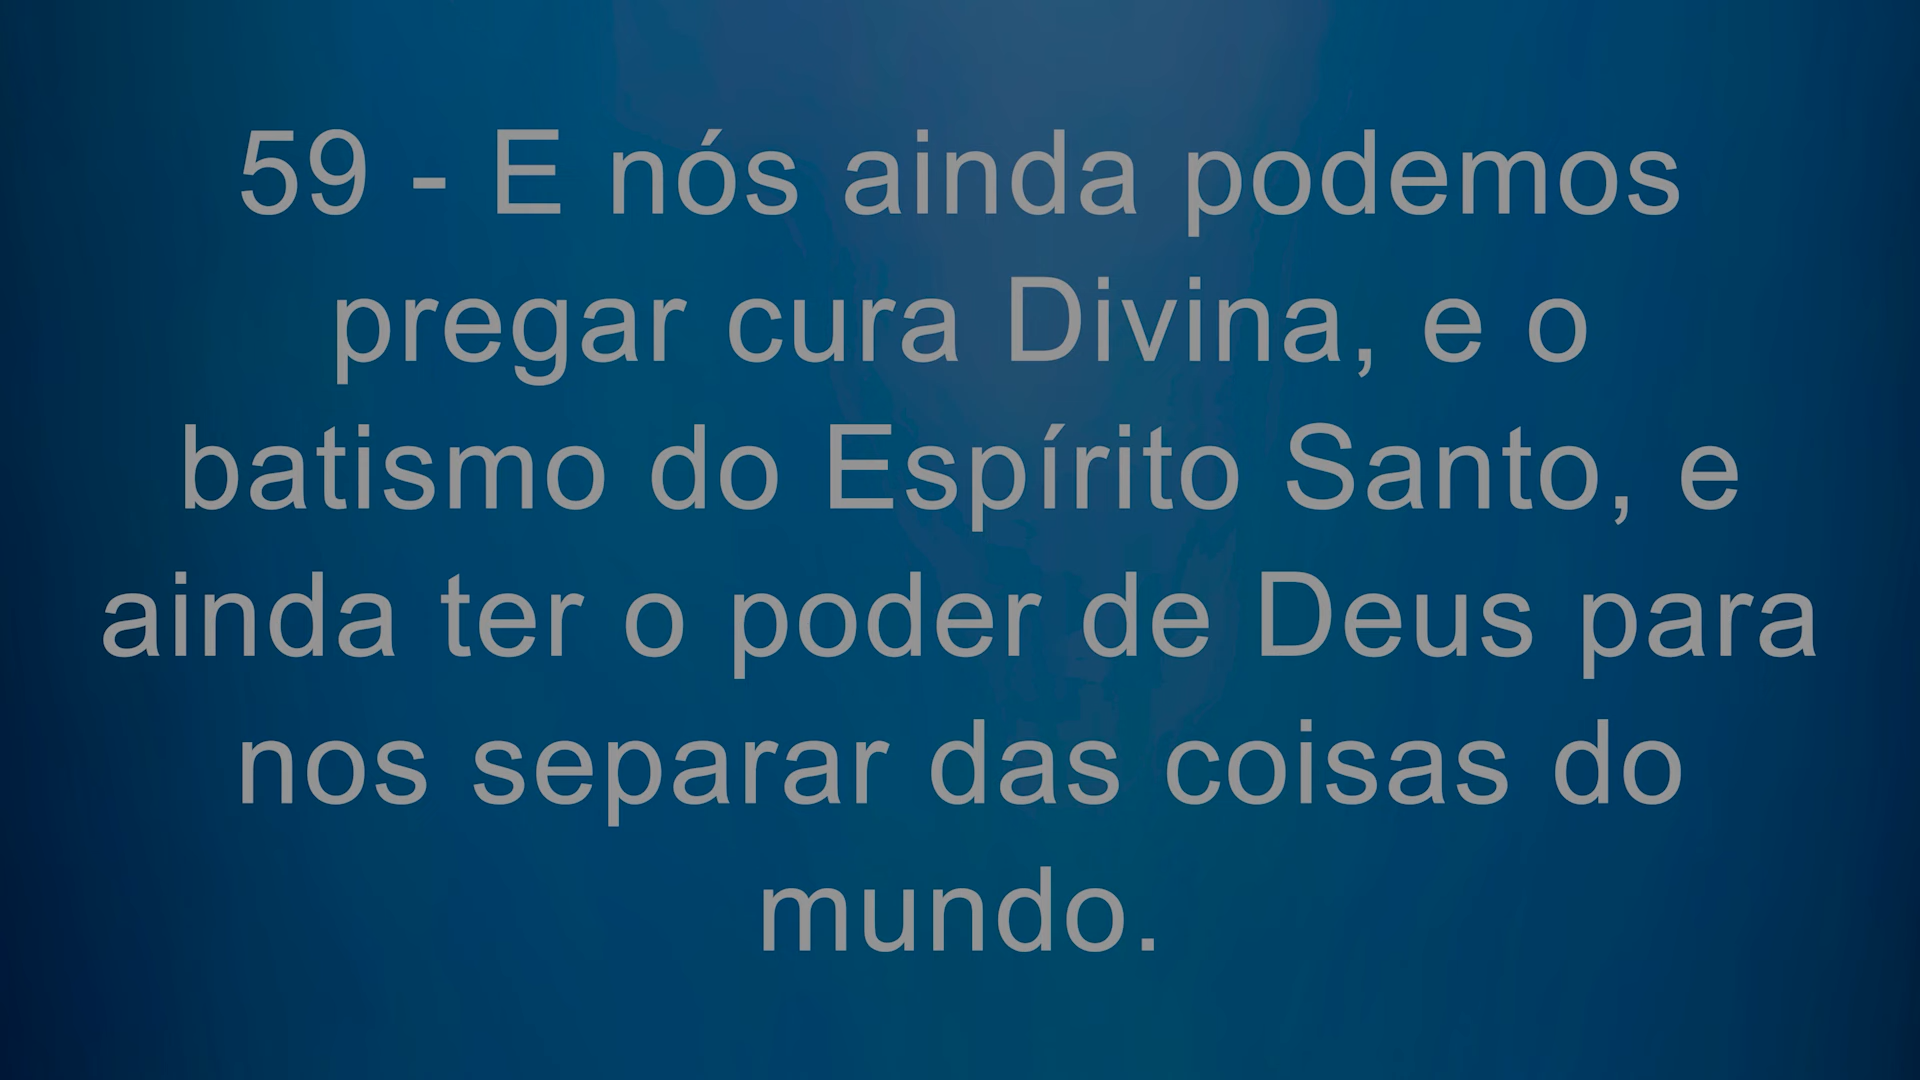 59 - E nós ainda podemos
pregar cura Divina, e o
batismo do Espírito Santo, e
ainda ter o poder de Deus para
nos separar das coisas do
mundo.